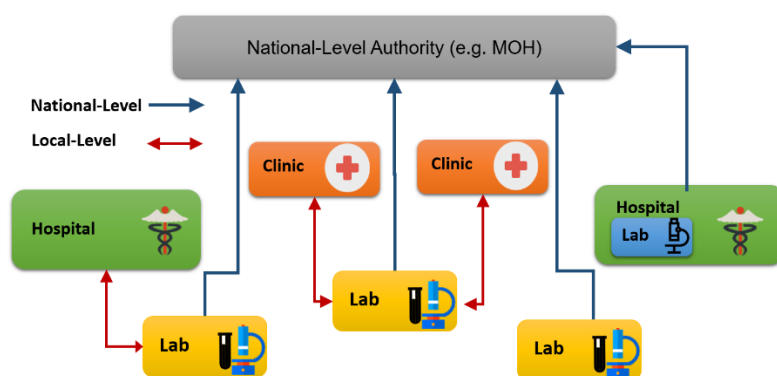 National-Level Authority (e.g. MOH)
National-Level
Local-Level
Clinic
Clinic
Hospital
Hospital
Lab
Lab
Lab
Lab